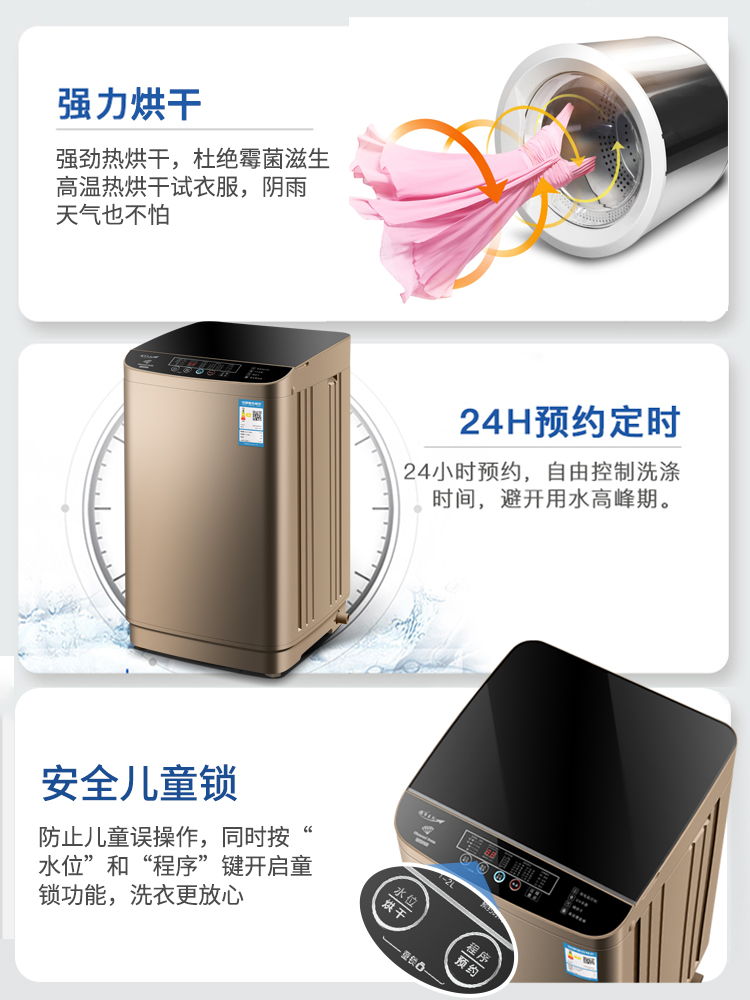 强力烘干
强劲热烘干，杜绝霉菌滋生
高温热烘干试衣服，阴雨
天气也不怕
24H预约定时
24小时预约，自由控制洗涤
时间，避开用水高峰期。
安全儿童锁
防止儿童误操作，同时按“
水位”和“程序”键开启童
锁功能，洗衣更放心
水位
烘干
程序
预约
童锁